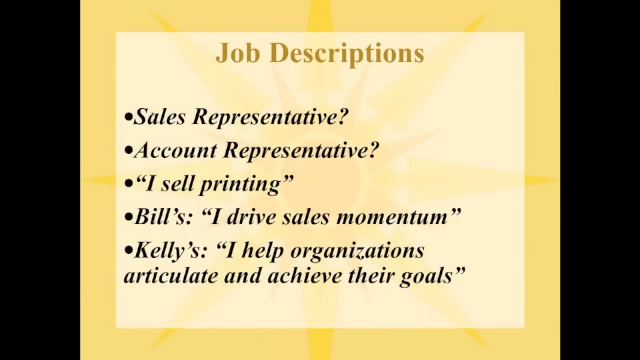 Job Descriptions
•Sales Representative?
•Account Representative?
•“I sell printing”
•Bill’s: “I drive sales momentum”
•Kelly’s: “I help organizations
articulate and achieve their goals”